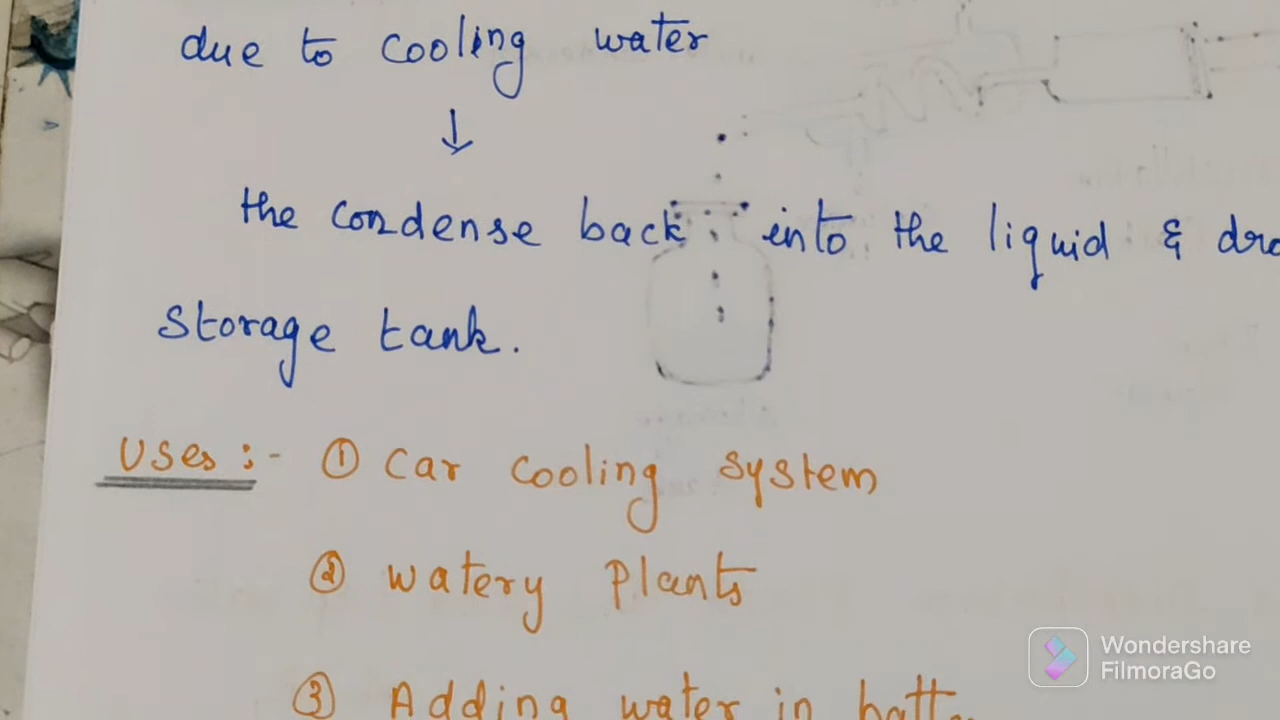 due to cooling water
↓
the condense back into the liquid &
storage tank.
Uses :- ① Car cooling system
② watery plants
③ Adding water in
Wondershare
FilmoraGo